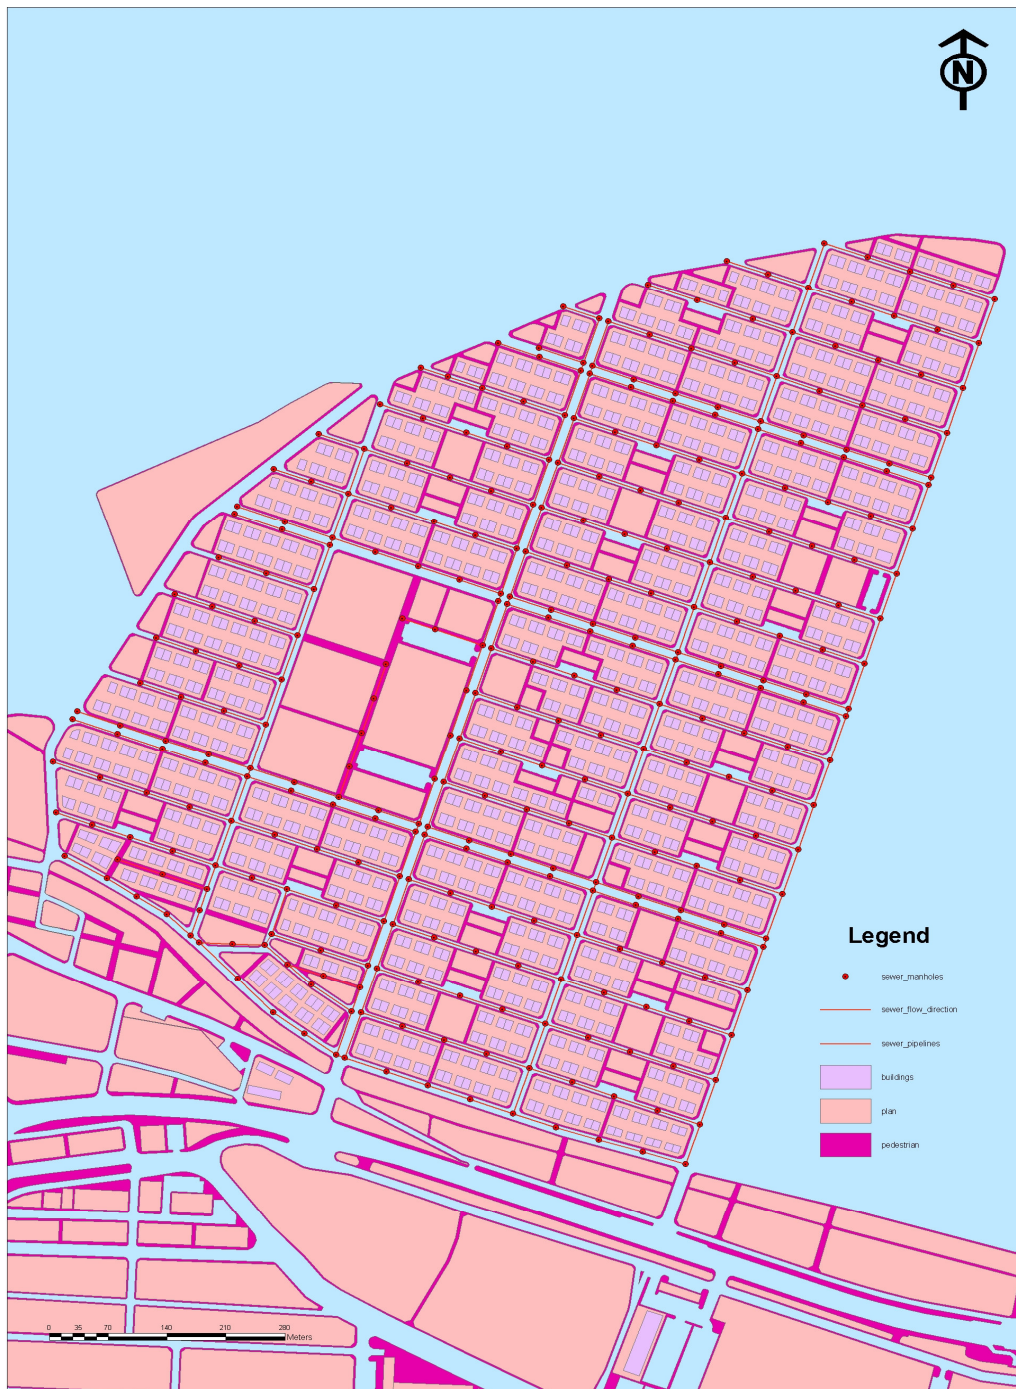 N
Legend
sewer_manholes
sewer_flow_direction
sewer_pipelines
buildings
plan
pedestrian
0 35 70 140 210 280
Meters